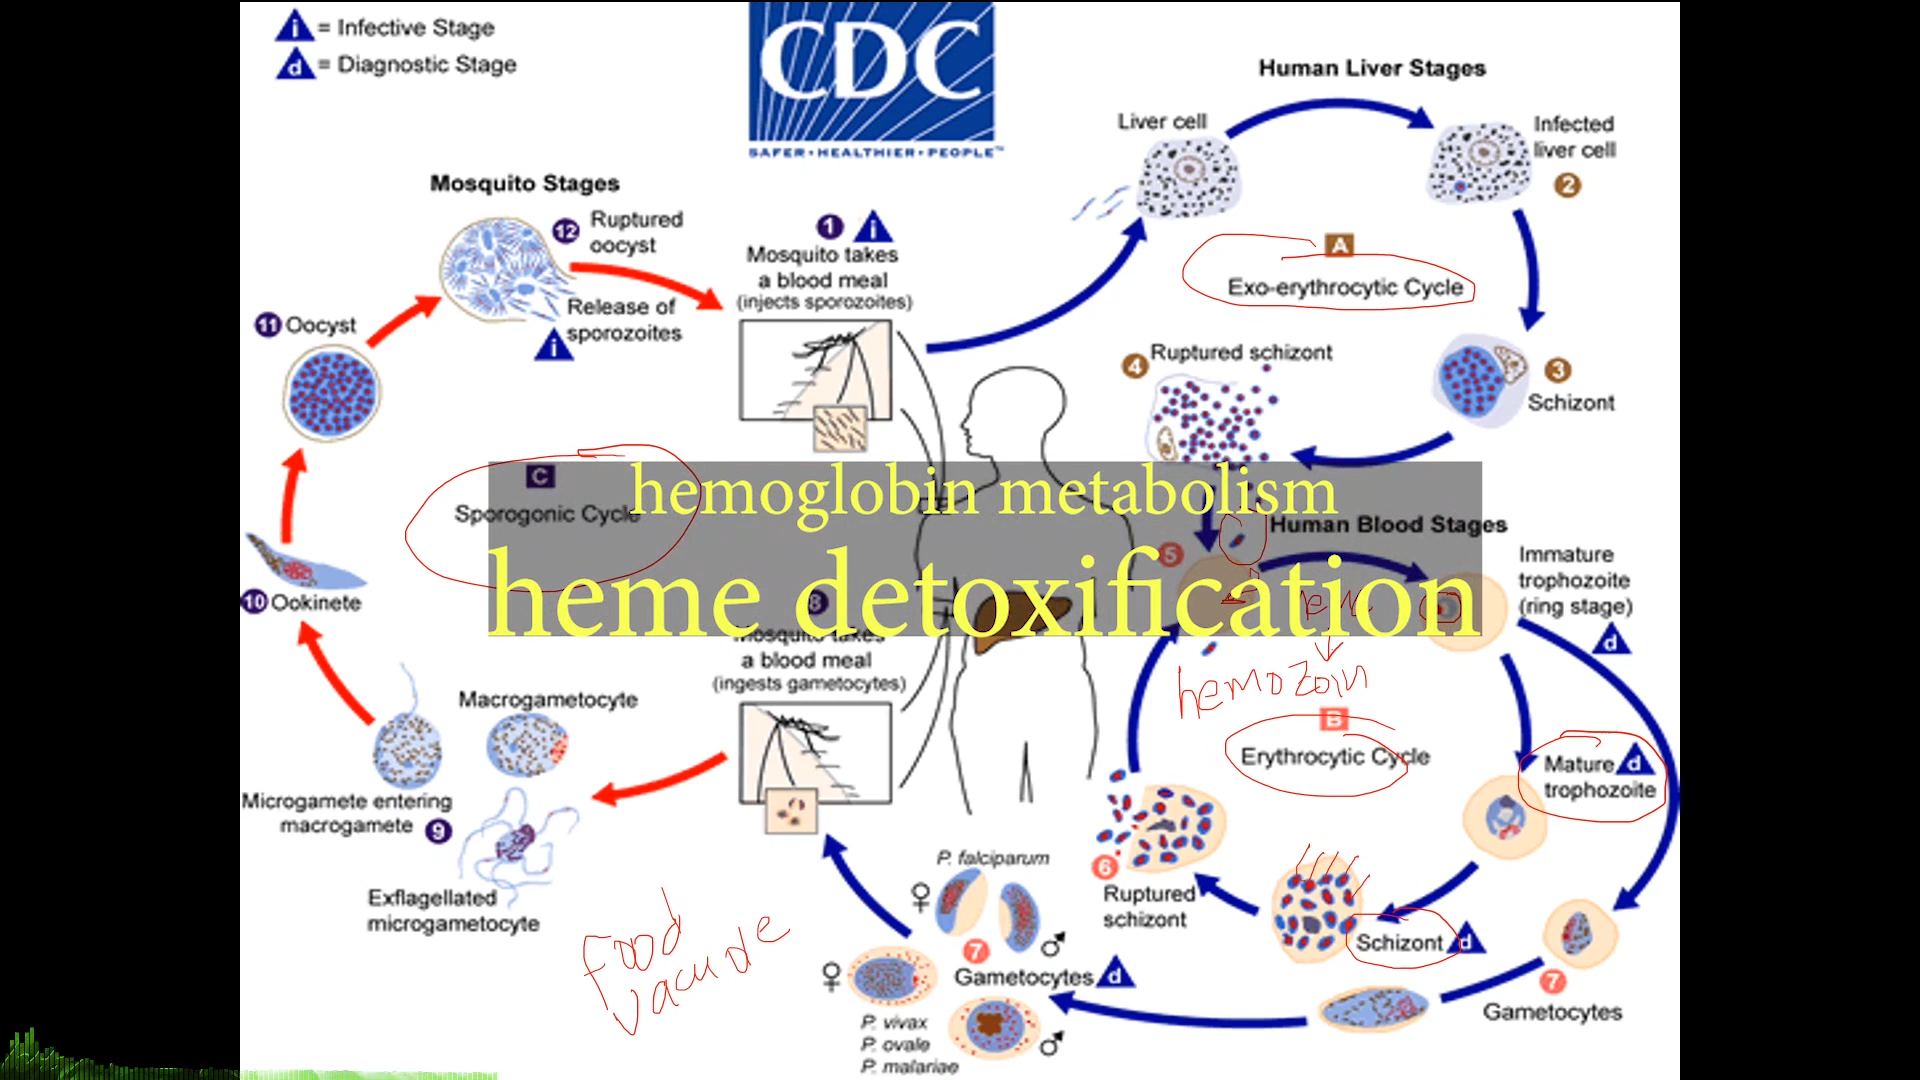 i = Infective Stage
d = Diagnostic Stage
CDC
SAFER • HEALTHIER • PEOPLE™
Mosquito Stages
12 Ruptured
oocyst
Release of
sporozoites
i
11 Oocyst
10 Ookinete
Microgamete entering
macrogamete 9
Macrogametocyte
Exflagellated
microgametocyte
C
Sporogonic Cycle
1 i
Mosquito takes
a blood meal
(injects sporozoites)
8
Mosquito takes
a blood meal
(ingests gametocytes)
hemoglobin metabolism
heme detoxification
Human Liver Stages
Liver cell
Infected
liver cell
2
A
Exo-erythrocytic Cycle
4 Ruptured schizont
3
Schizont
Human Blood Stages
5
Immature
trophozoite
(ring stage)
d
heme
hemozoin
B
Erythrocytic Cycle
Mature d
trophozoite
6
Ruptured
schizont
Schizont d
7
Gametocytes
P. falciparum
♀
♂
7
Gametocytes d
♀
♂
P. vivax
P. ovale
P. malariae
Food
vacuole